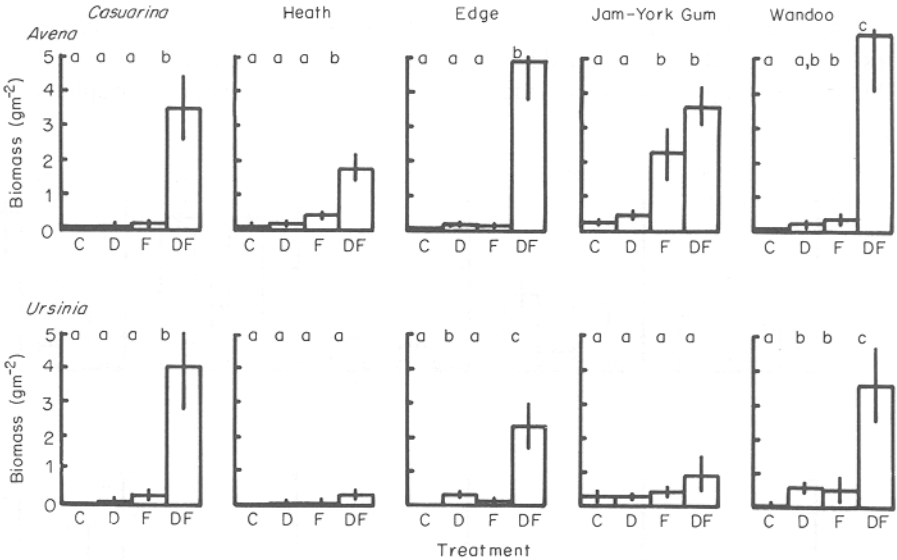 Casuarina Heath Edge Jam-York Gum Wandoo
Avena
5 a a a b a a a b a a a b a a b b a a,b b c
4
3
2
1
0
Biomass (gm-2)
C D F DF C D F DF C D F DF C D F DF C D F DF
Ursinia
5 a a a b a a a a a b a c a a a a a b b c
4
3
2
1
0
Biomass (gm-2)
C D F DF C D F DF C D F DF C D F DF C D F DF
Treatment